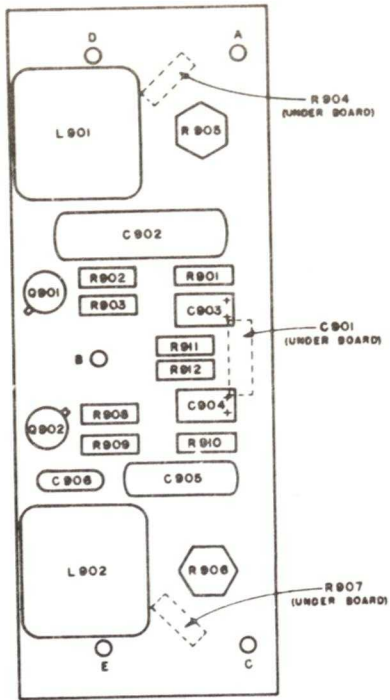 D
A
R904
(UNDER BOARD)
L901
R905
C902
Q901
R902
R901
R903
C903
C901
(UNDER BOARD)
R911
B
R912
C904
R908
Q902
R909
R910
C906
C905
L902
R906
R907
(UNDER BOARD)
E
C